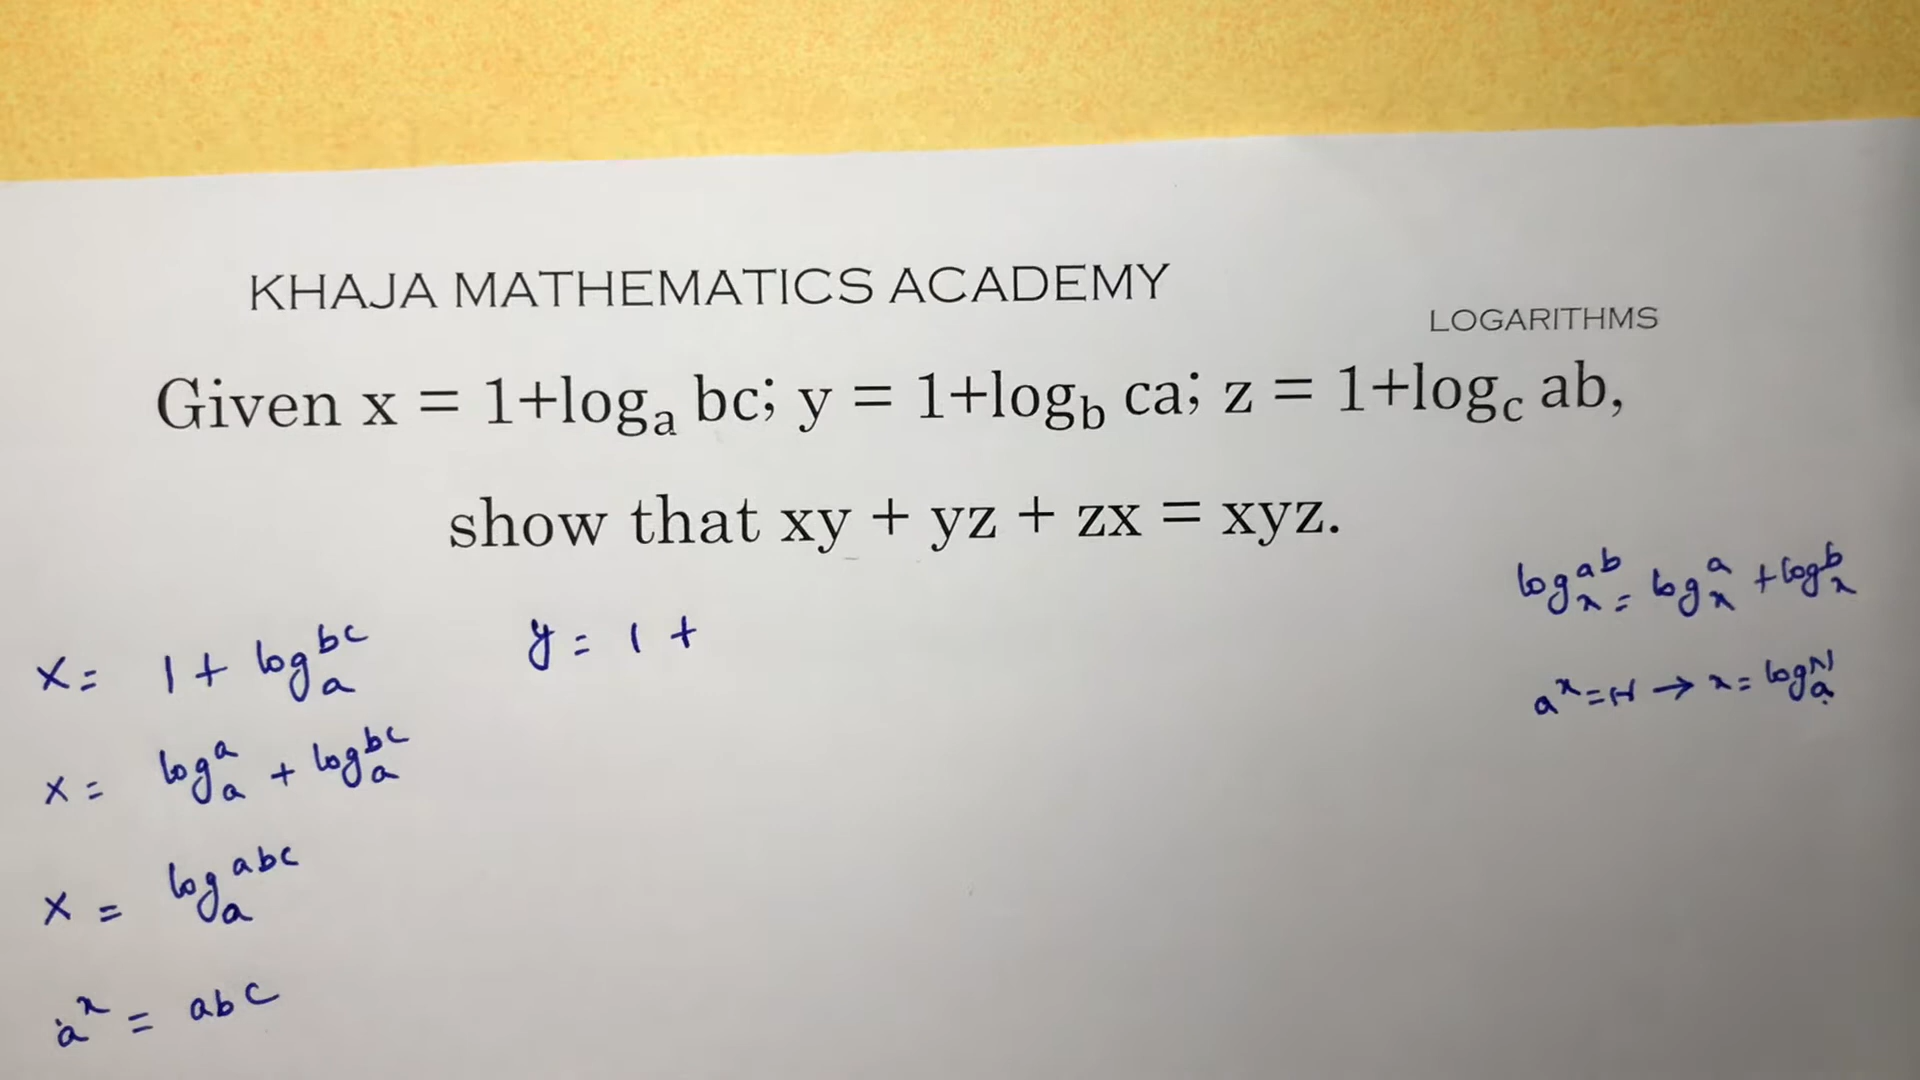 KHAJA MATHEMATICS ACADEMY
LOGARITHMS
Given x = 1+logₐ bc; y = 1+log_b ca; z = 1+log_c ab,
show that xy + yz + zx = xyz.
log_x^ab = log_x^a + log_x^b
a^x = N → x = log_a^N
x = 1 + log_a^bc
x = log_a^a + log_a^bc
x = log_a^abc
a^x = abc
y = 1 +